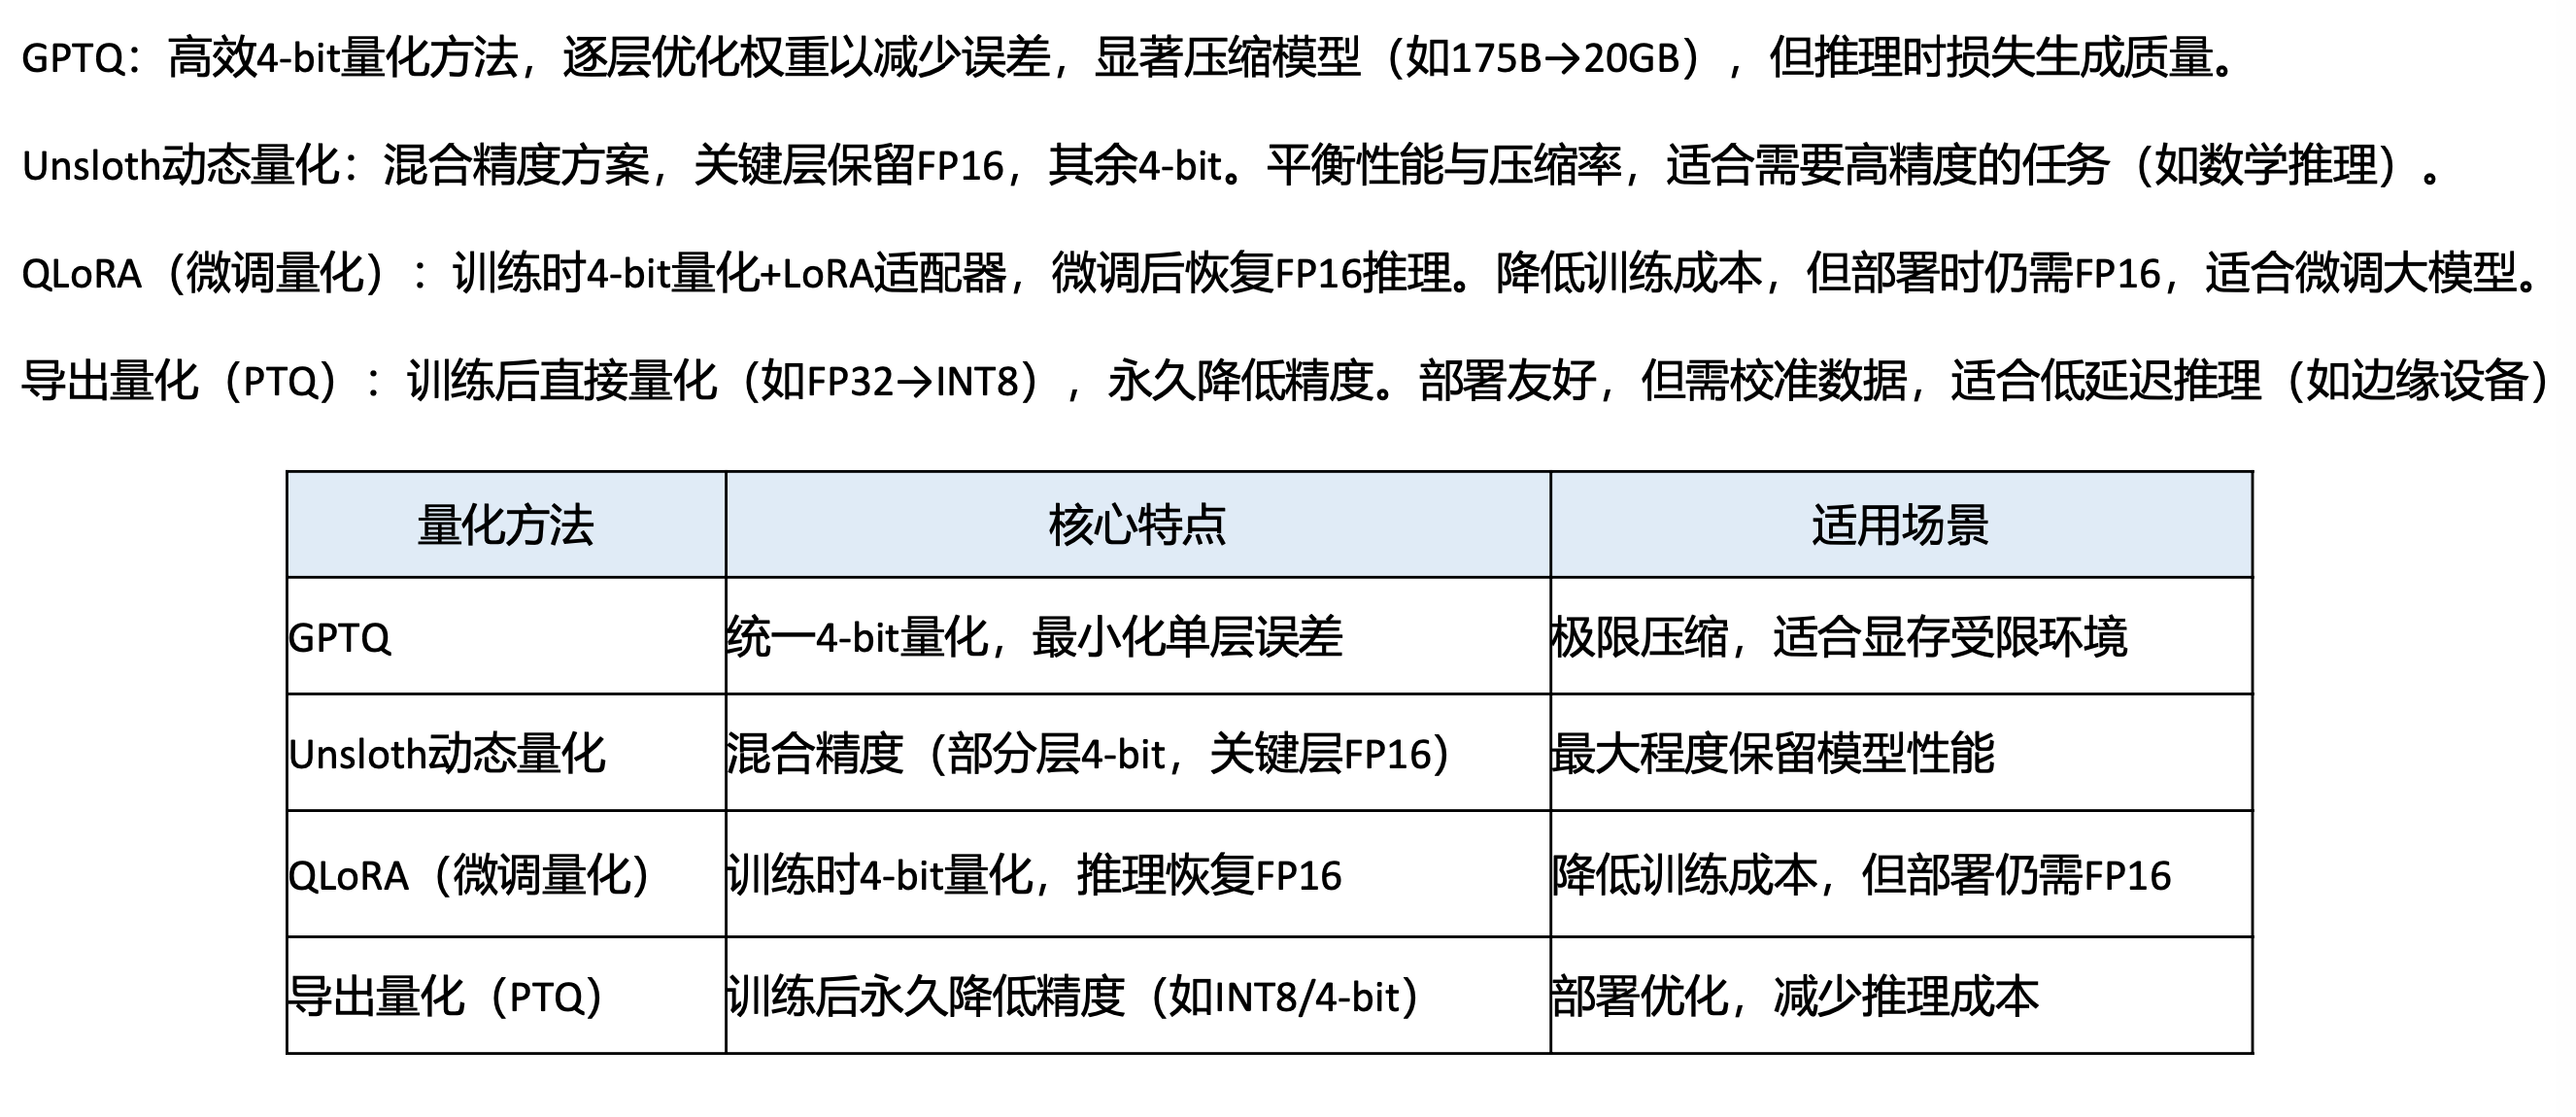 GPTQ：高效4-bit量化方法，逐层优化权重以减少误差，显著压缩模型（如175B→20GB），但推理时损失生成质量。
Unsloth动态量化：混合精度方案，关键层保留FP16，其余4-bit。平衡性能与压缩率，适合需要高精度的任务（如数学推理）。
QLoRA（微调量化）：训练时4-bit量化+LoRA适配器，微调后恢复FP16推理。降低训练成本，但部署时仍需FP16，适合微调大模型。
导出量化（PTQ）：训练后直接量化（如FP32→INT8），永久降低精度。部署友好，但需校准数据，适合低延迟推理（如边缘设备）
量化方法 核心特点 适用场景
GPTQ 统一4-bit量化，最小化单层误差 极限压缩，适合显存受限环境
Unsloth动态量化 混合精度（部分层4-bit，关键层FP16） 最大程度保留模型性能
QLoRA（微调量化） 训练时4-bit量化，推理恢复FP16 降低训练成本，但部署仍需FP16
导出量化（PTQ） 训练后永久降低精度（如INT8/4-bit） 部署优化，减少推理成本